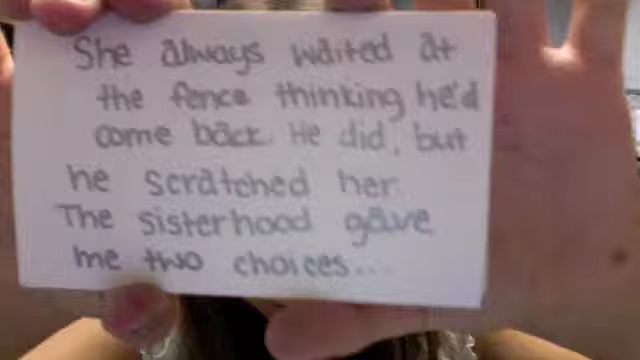 She always waited at
the fence thinking he'd
come back. He did, but
he scratched her.
The sisterhood gave
me two choices...